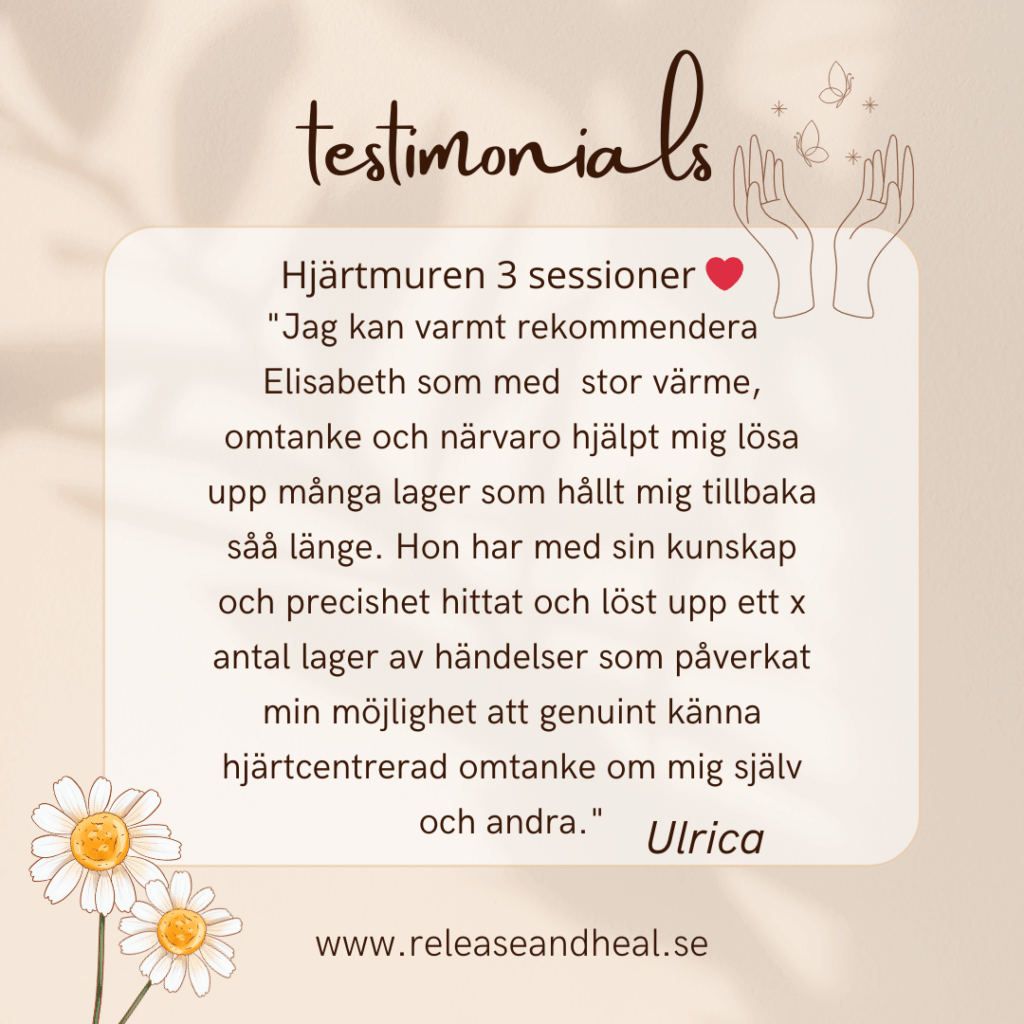 testimonials
Hjärtmuren 3 sessioner ❤️
"Jag kan varmt rekommendera
Elisabeth som med  stor värme,
omtanke och närvaro hjälpt mig lösa
upp många lager som hållt mig tillbaka
såå länge. Hon har med sin kunskap
och precishet hittat och löst upp ett x
antal lager av händelser som påverkat
min möjlighet att genuint känna
hjärtcentrerad omtanke om mig själv
och andra."
Ulrica
www.releaseandheal.se